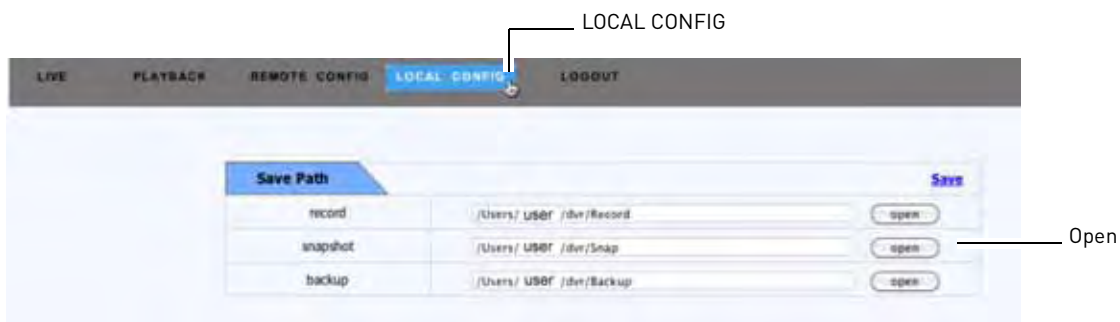 LOCAL CONFIG
LIVE PLAYBACK REMOTE CONFIG LOCAL CONFIG LOGOUT
Save Path Save
record /Users/ user /dvr/Record open
snapshot /Users/ user /dvr/Snap open
Open
backup /Users/ user /dvr/Backup open